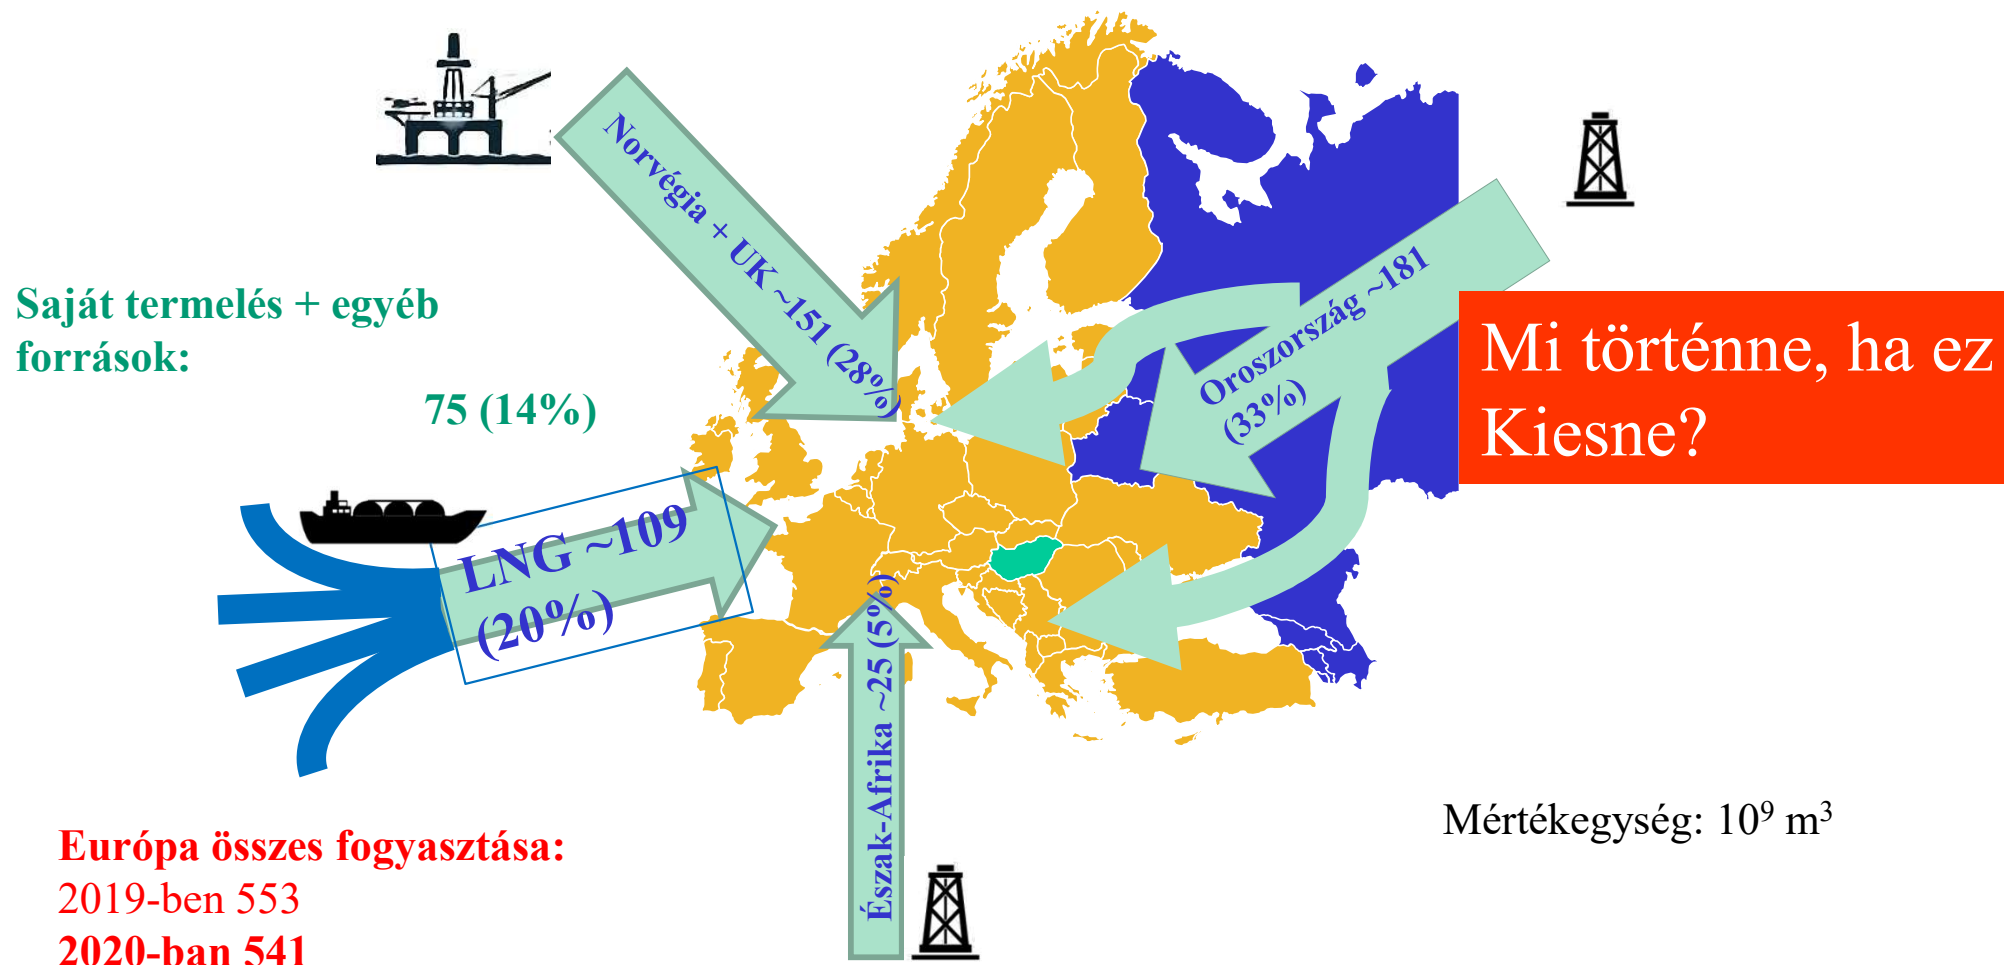 Norvégia + UK ~151 (28%)
Oroszország ~181
(33%)
Saját termelés + egyéb
források:
75 (14%)
Mi történne, ha ez
Kiesne?
LNG ~109
(20%)
Észak-Afrika ~25 (5%)
Mértékegység: 10⁹ m³
Európa összes fogyasztása:
2019-ben 553
2020-ban 541